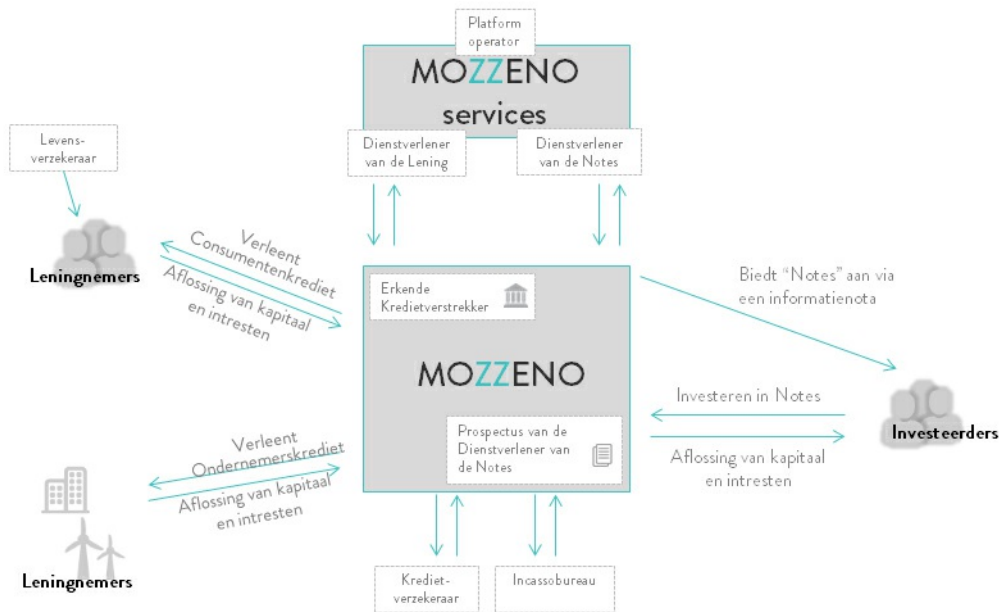 Platform
operator
MOZZENO
services
Dienstverlener
van de Lening
Dienstverlener
van de Notes
Levens-
verzekeraar
Leningnemers
Verleent
Consumentenkrediet
Aflossing van kapitaal
en intresten
Erkende
Kredietverstrekker
MOZZENO
Prospectus van de
Dienstverlener van
de Notes
Biedt “Notes” aan via
een informatienota
Investeren in Notes
Aflossing van kapitaal
en intresten
Investeerders
Verleent
Ondernemerskrediet
Aflossing van kapitaal
en intresten
Leningnemers
Krediet-
verzekeraar
Incassobureau